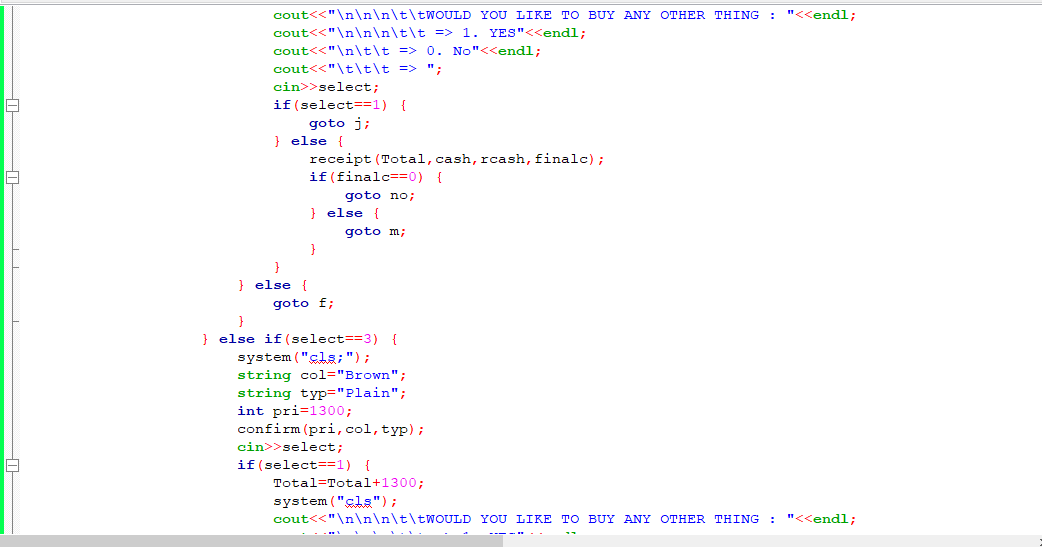 cout<<"\n\n\n\t\tWOULD YOU LIKE TO BUY ANY OTHER THING : "<<endl;
cout<<"\n\n\n\t\t => 1. YES"<<endl;
cout<<"\n\t\t => 0. No"<<endl;
cout<<"\t\t\t => ";
cin>>select;
if(select==1) {
goto j;
} else {
receipt(Total,cash,rcash,finalc);
if(finalc==0) {
goto no;
} else {
goto m;
}
}
} else {
goto f;
}
} else if(select==3) {
system("cls;");
string col="Brown";
string typ="Plain";
int pri=1300;
confirm(pri,col,typ);
cin>>select;
if(select==1) {
Total=Total+1300;
system("cls");
cout<<"\n\n\n\t\tWOULD YOU LIKE TO BUY ANY OTHER THING : "<<endl;